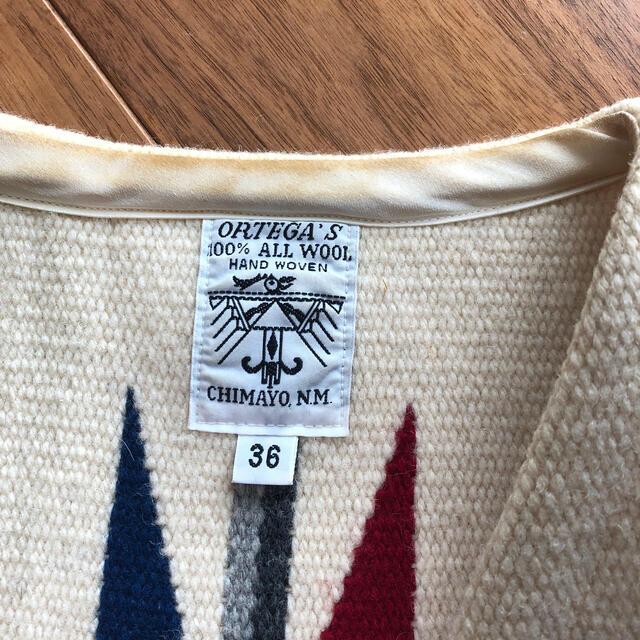 ORTEGA'S
100% ALL WOOL
HAND WOVEN
CHIMAYO, N.M.
36